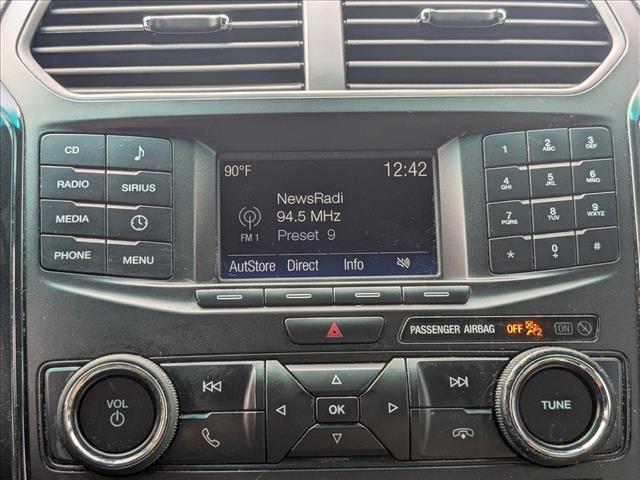 CD
RADIO
SIRIUS
MEDIA
PHONE
MENU
90°F
12:42
NewsRadi
94.5 MHz
FM 1
Preset 9
AutStore Direct Info
1
2 ABC
3 DEF
4 GHI
5 JKL
6 MNO
7 PQRS
8 TUV
9 WXYZ
*
0 +
#
PASSENGER AIRBAG OFF 2 ON
VOL
OK
TUNE